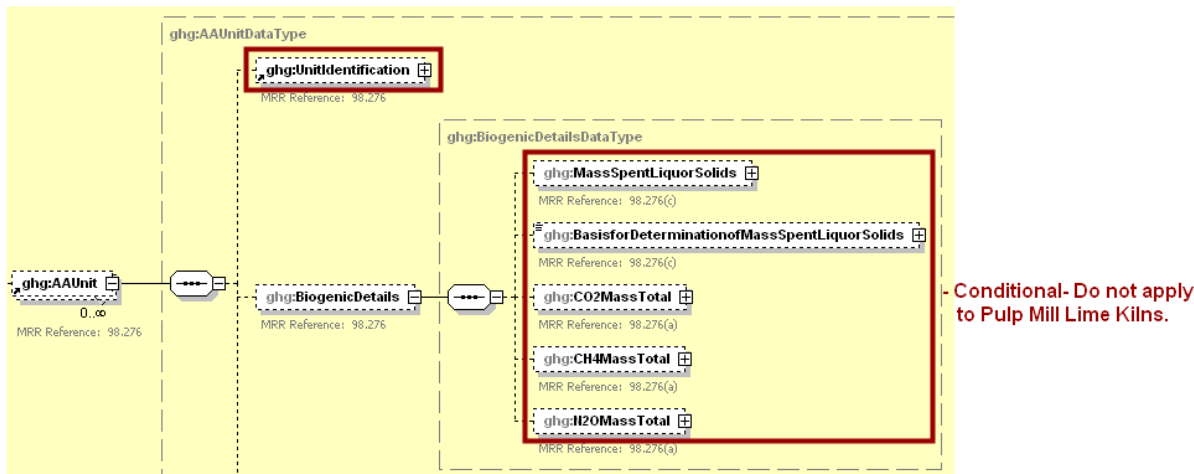 ghg:AAUnitDataType
ghg:UnitIdentification
MRR Reference: 98.276
ghg:BiogenicDetailsDataType
ghg:MassSpentLiquorSolids
MRR Reference: 98.276(c)
ghg:BasisforDeterminationofMassSpentLiquorSolids
MRR Reference: 98.276(c)
ghg:AAUnit
0..∞
MRR Reference: 98.276
ghg:BiogenicDetails
MRR Reference: 98.276
ghg:CO2MassTotal
MRR Reference: 98.276(a)
ghg:CH4MassTotal
MRR Reference: 98.276(a)
ghg:N2OMassTotal
MRR Reference: 98.276(a)
- Conditional- Do not apply
to Pulp Mill Lime Kilns.